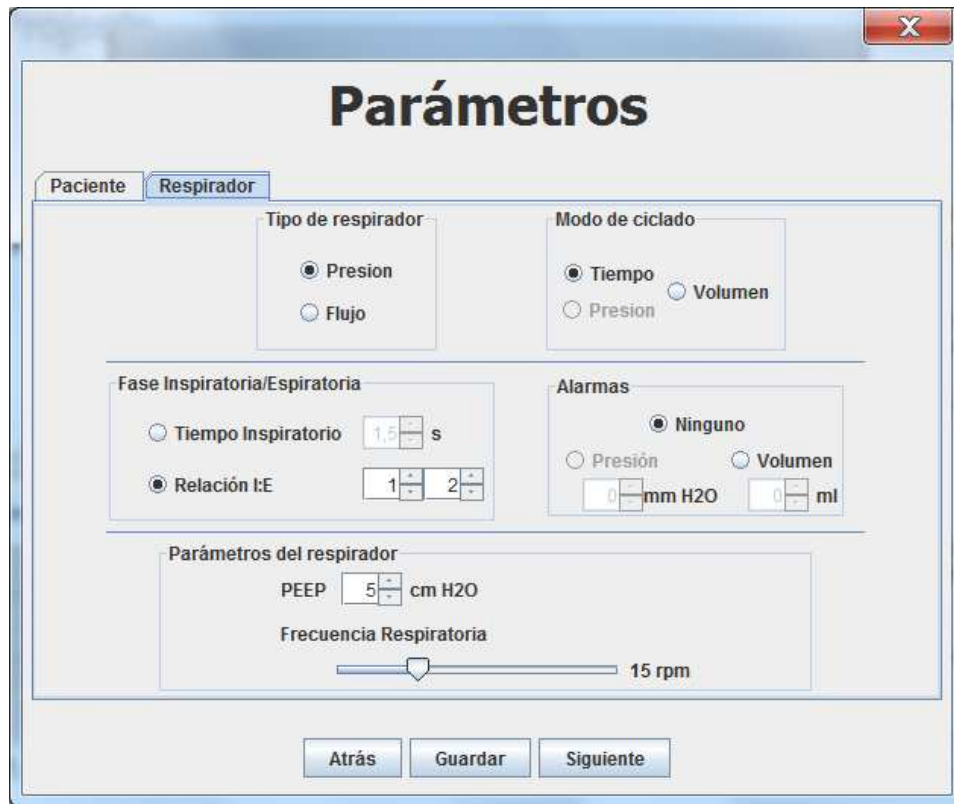 Parámetros
Paciente Respirador
Tipo de respirador
Presion
Flujo
Modo de ciclado
Tiempo
Volumen
Presion
Fase Inspiratoria/Espiratoria
Tiempo Inspiratorio 1,5 s
Relación I:E 1 2
Alarmas
Ninguno
Presión Volumen
0 mm H2O 0 ml
Parámetros del respirador
PEEP 5 cm H2O
Frecuencia Respiratoria
15 rpm
Atrás Guardar Siguiente